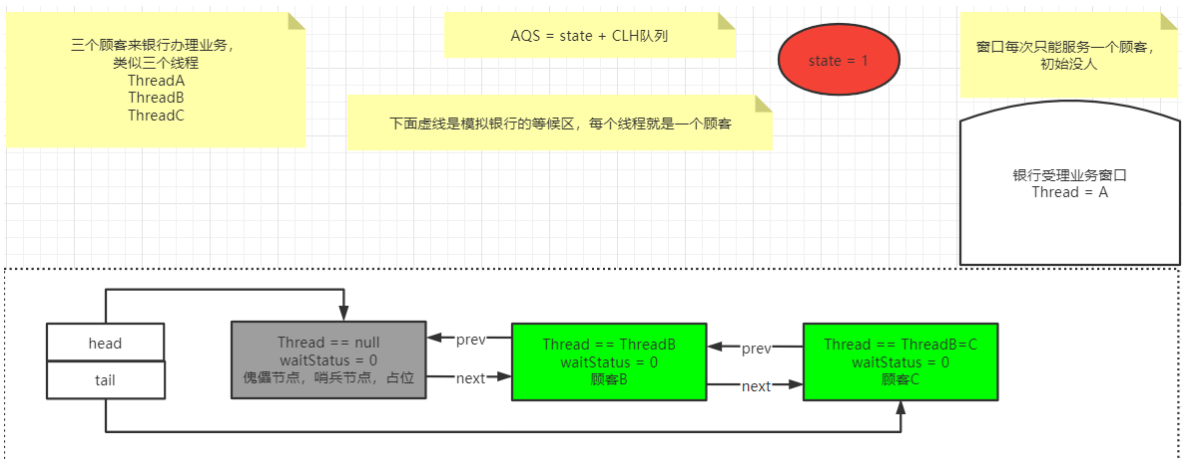 三个顾客来银行办理业务，
类似三个线程
ThreadA
ThreadB
ThreadC
AQS = state + CLH队列
下面虚线是模拟银行的等候区，每个线程就是一个顾客
state = 1
窗口每次只能服务一个顾客，
初始没人
银行受理业务窗口
Thread = A
head
tail
Thread == null
waitStatus = 0
傀儡节点，哨兵节点，占位
prev
next
Thread == ThreadB
waitStatus = 0
顾客B
prev
next
Thread == ThreadB=C
waitStatus = 0
顾客C